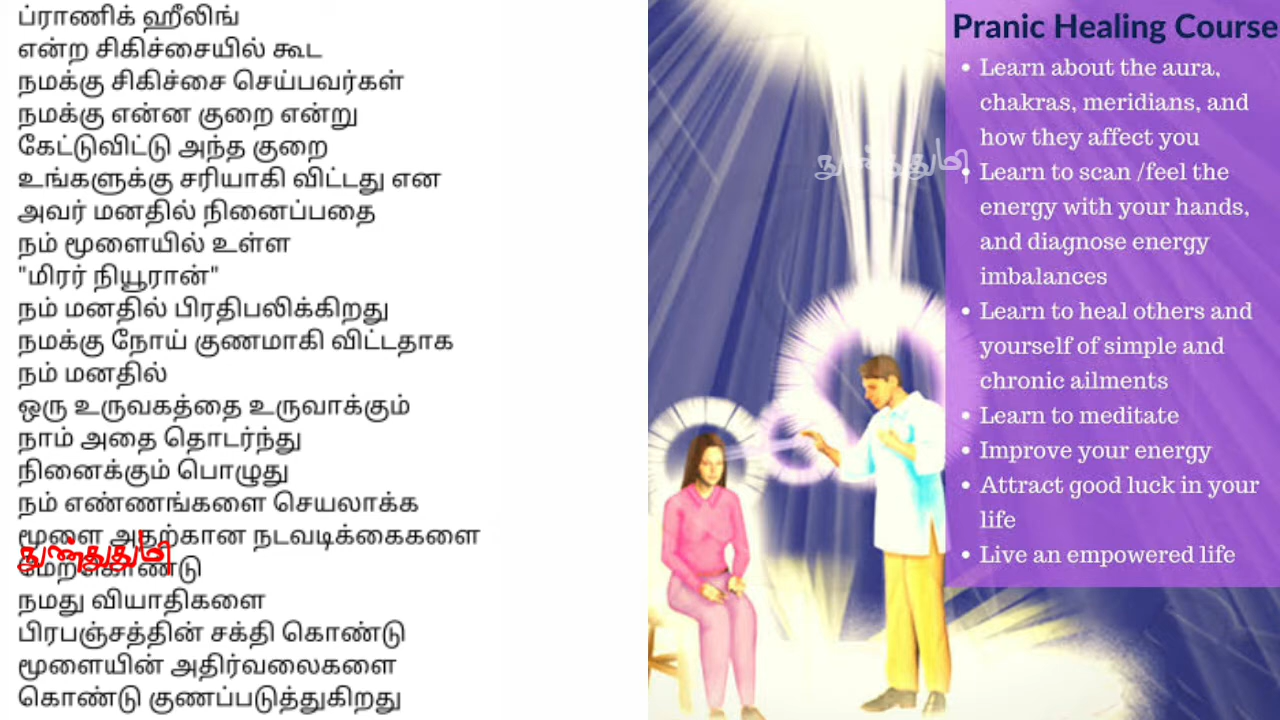 ப்ராணிக் ஹீலிங்
என்ற சிகிச்சையில் கூட
நமக்கு சிகிச்சை செய்பவர்கள்
நமக்கு என்ன குறை என்று
கேட்டுவிட்டு அந்த குறை
உங்களுக்கு சரியாகி விட்டது என
அவர் மனதில் நினைப்பதை
நம் மூளையில் உள்ள
"மிரர் நியூரான்"
நம் மனதில் பிரதிபலிக்கிறது
நமக்கு நோய் குணமாகி விட்டதாக
நம் மனதில்
ஒரு உருவகத்தை உருவாக்கும்
நாம் அதை தொடர்ந்து
நினைக்கும் பொழுது
நம் எண்ணங்களை செயலாக்க
மூளை அதற்கான நடவடிக்கைகளை
மேற்கொண்டு
நமது வியாதிகளை
பிரபஞ்சத்தின் சக்தி கொண்டு
மூளையின் அதிர்வலைகளை
கொண்டு குணப்படுத்துகிறது
Pranic Healing Course
• Learn about the aura,
chakras, meridians, and
how they affect you
• Learn to scan /feel the
energy with your hands,
and diagnose energy
imbalances
• Learn to heal others and
yourself of simple and
chronic ailments
• Learn to meditate
• Improve your energy
• Attract good luck in your
life
• Live an empowered life